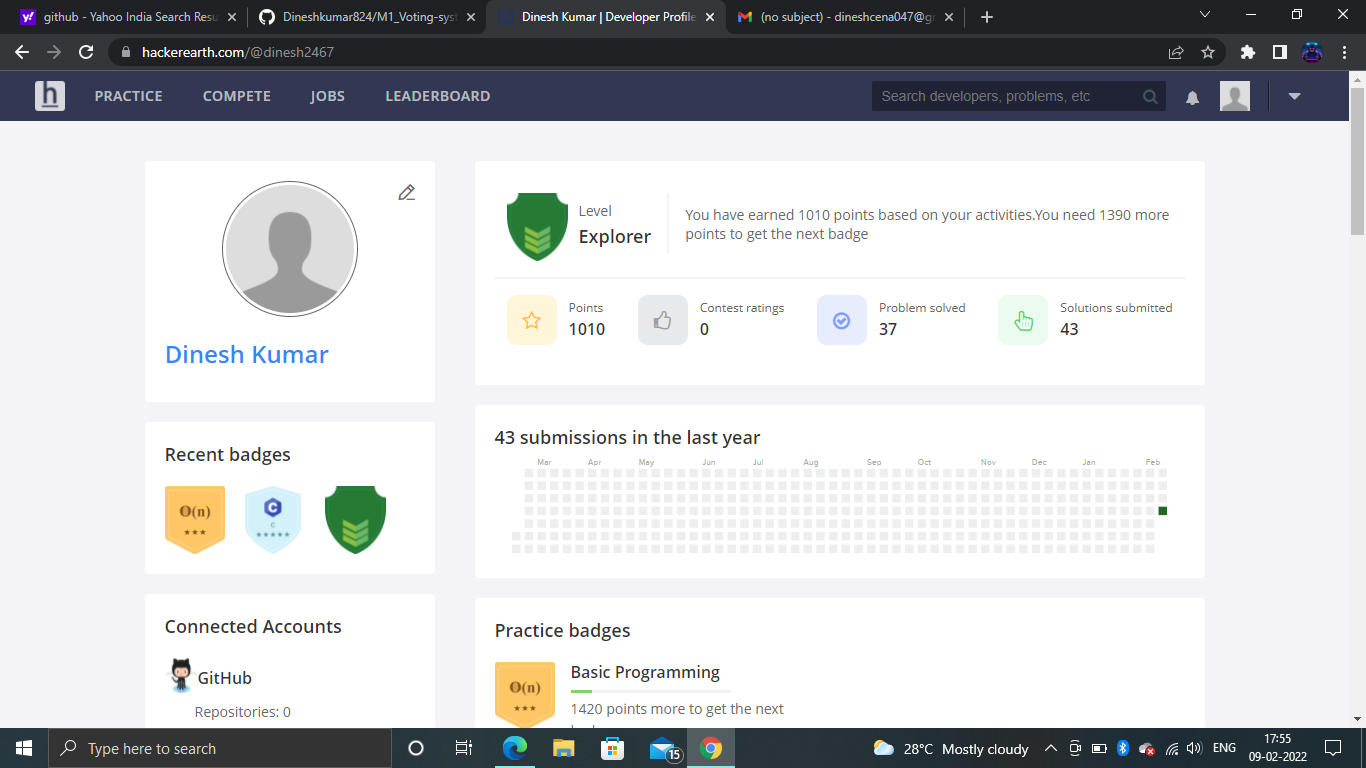 github - Yahoo India Search Resu
Dineshkumar824/M1_Voting-syst
Dinesh Kumar | Developer Profile
(no subject) - dineshcena047@g
hackerearth.com/@dinesh2467
h PRACTICE COMPETE JOBS LEADERBOARD
Search developers, problems, etc
Dinesh Kumar
Level
Explorer
You have earned 1010 points based on your activities.You need 1390 more
points to get the next badge
Points
1010
Contest ratings
0
Problem solved
37
Solutions submitted
43
Recent badges
O(n)
C
C
43 submissions in the last year
Mar Apr May Jun Jul Aug Sep Oct Nov Dec Jan Feb
Connected Accounts
GitHub
Repositories: 0
Practice badges
O(n)
Basic Programming
1420 points more to get the next
Type here to search
15
28°C Mostly cloudy
ENG
17:55
09-02-2022